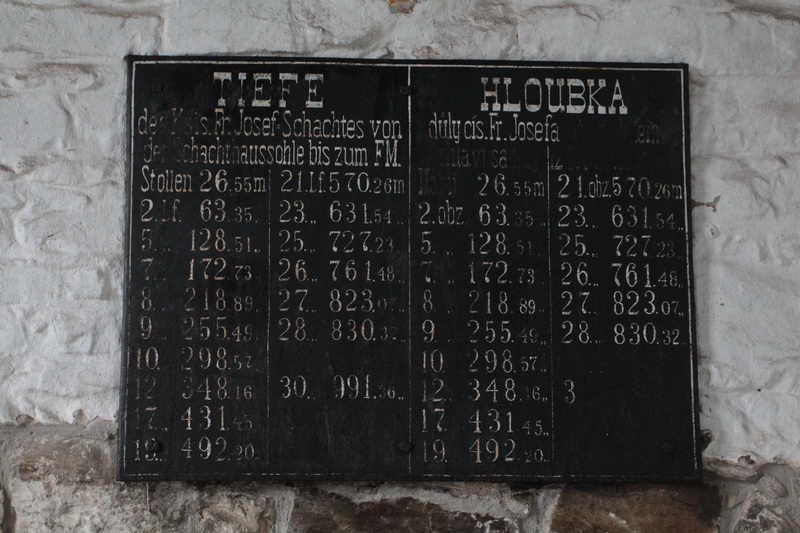 TIEFE
des Kais. Fr. Josef-Schachtes von
der Schachthaussohle bis zum FM.
Stollen 26.55m 21.Lf. 570.26m
2.Lf. 63.35„ 23.„ 631.54„
5.„ 128.51„ 25.„ 727.23
7.„ 172.73 26.„ 761.48„
8.„ 218.89„ 27.„ 823.07
9.„ 255.49„ 28.„ 830.32
10. 298.57„
12 348.16„ 30.„ 991.36„
17.„ 431.45„
19.„ 492.20„
HLOUBKA
důly cís. Fr. Josefa
26.55m 21.obz. 570.26m
2.obz 63.35„ 23.„ 631.54„
5.„ 128.51„ 25.„ 727.23„
7„ 172.73 26.„ 761.48„
8„ 218.89„ 27.„ 823.07„
9„ 255.49„ 28.„ 830.32„
10. 298.57„
12.„ 348.16„ 3
17.„ 431.45„
19.„ 492.20„